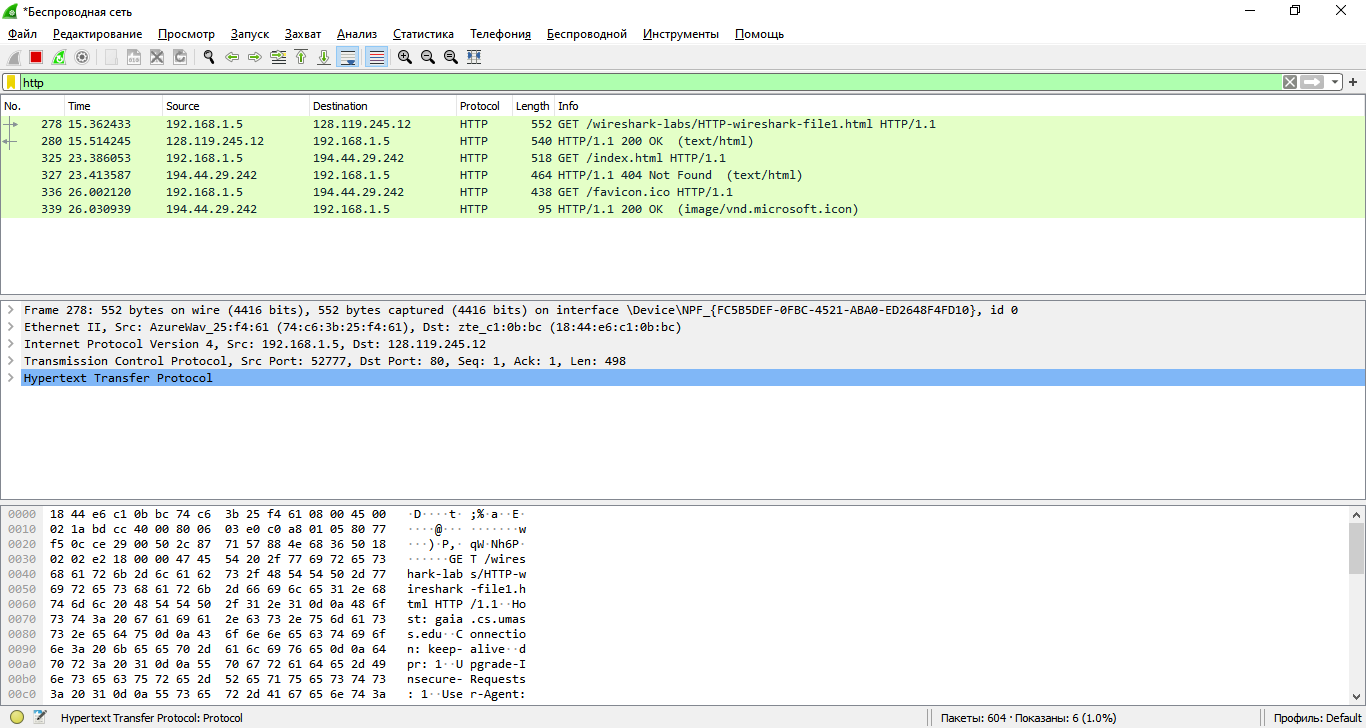 *Беспроводная сеть
Файл Редактирование Просмотр Запуск Захват Анализ Статистика Телефония Беспроводной Инструменты Помощь
http
No. Time Source Destination Protocol Length Info
278 15.362433 192.168.1.5 128.119.245.12 HTTP 552 GET /wireshark-labs/HTTP-wireshark-file1.html HTTP/1.1
280 15.514245 128.119.245.12 192.168.1.5 HTTP 540 HTTP/1.1 200 OK (text/html)
325 23.386053 192.168.1.5 194.44.29.242 HTTP 518 GET /index.html HTTP/1.1
327 23.413587 194.44.29.242 192.168.1.5 HTTP 464 HTTP/1.1 404 Not Found (text/html)
336 26.002120 192.168.1.5 194.44.29.242 HTTP 438 GET /favicon.ico HTTP/1.1
339 26.030939 194.44.29.242 192.168.1.5 HTTP 95 HTTP/1.1 200 OK (image/vnd.microsoft.icon)
Frame 278: 552 bytes on wire (4416 bits), 552 bytes captured (4416 bits) on interface \Device\NPF_{FC5B5DEF-0FBC-4521-ABA0-ED2648F4FD10}, id 0
Ethernet II, Src: AzureWav_25:f4:61 (74:c6:3b:25:f4:61), Dst: zte_c1:0b:bc (18:44:e6:c1:0b:bc)
Internet Protocol Version 4, Src: 192.168.1.5, Dst: 128.119.245.12
Transmission Control Protocol, Src Port: 52777, Dst Port: 80, Seq: 1, Ack: 1, Len: 498
Hypertext Transfer Protocol
0000 18 44 e6 c1 0b bc 74 c6 3b 25 f4 61 08 00 45 00 ·D····t· ;%·a··E·
0010 02 1a bd cc 40 00 80 06 03 e0 c0 a8 01 05 80 77 ····@··· ·······w
0020 f5 0c ce 29 00 50 2c 87 71 57 88 4e 68 36 50 18 ···)·P,· qW·Nh6P·
0030 02 02 e2 18 00 00 47 45 54 20 2f 77 69 72 65 73 ······GE T /wires
0040 68 61 72 6b 2d 6c 61 62 73 2f 48 54 54 50 2d 77 hark-lab s/HTTP-w
0050 69 72 65 73 68 61 72 6b 2d 66 69 6c 65 31 2e 68 ireshark -file1.h
0060 74 6d 6c 20 48 54 54 50 2f 31 2e 31 0d 0a 48 6f tml HTTP /1.1··Ho
0070 73 74 3a 20 67 61 69 61 2e 63 73 2e 75 6d 61 73 st: gaia .cs.umas
0080 73 2e 65 64 75 0d 0a 43 6f 6e 6e 65 63 74 69 6f s.edu··C onnectio
0090 6e 3a 20 6b 65 65 70 2d 61 6c 69 76 65 0d 0a 64 n: keep- alive··d
00a0 70 72 3a 20 31 0d 0a 55 70 67 72 61 64 65 2d 49 pr: 1··U pgrade-I
00b0 6e 73 65 63 75 72 65 2d 52 65 71 75 65 73 74 73 nsecure- Requests
00c0 3a 20 31 0d 0a 55 73 65 72 2d 41 67 65 6e 74 3a : 1··Use r-Agent:
Hypertext Transfer Protocol: Protocol Пакеты: 604 · Показаны: 6 (1.0%) Профиль: Default